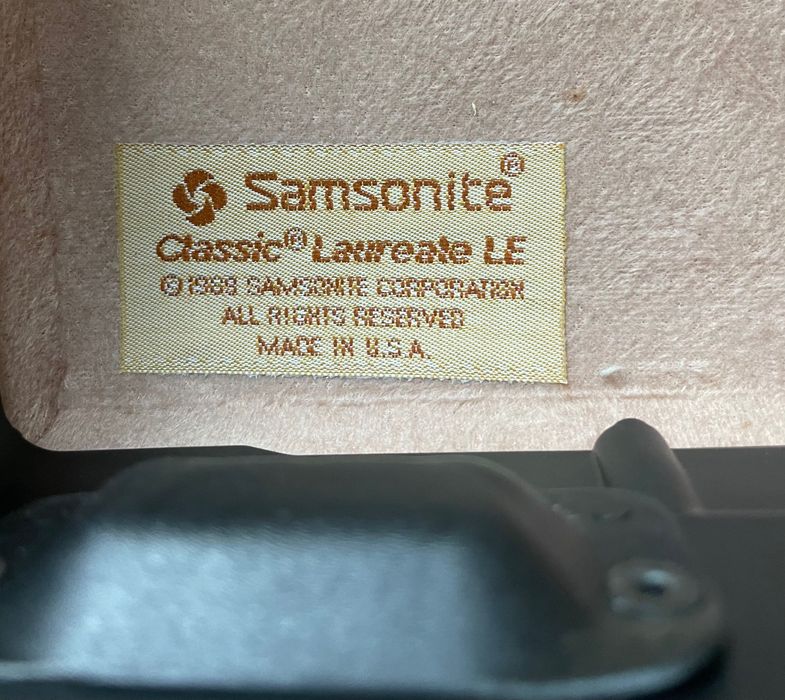 Samsonite®
Classic® Laureate LE
© 1989 SAMSONITE CORPORATION
ALL RIGHTS RESERVED
MADE IN U.S.A.